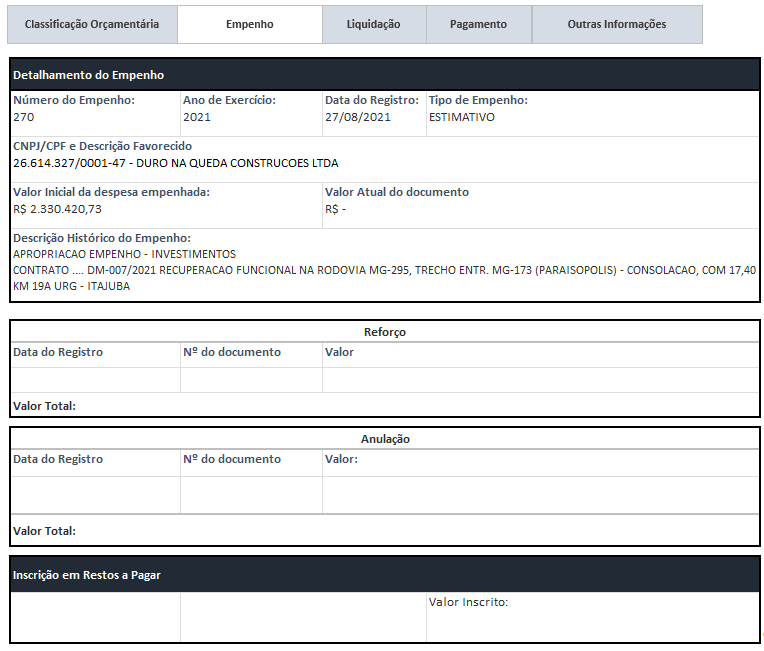 Classificação Orçamentária
Empenho
Liquidação
Pagamento
Outras Informações
Detalhamento do Empenho
Número do Empenho:
Ano de Exercício:
Data do Registro:
Tipo de Empenho:
270
2021
27/08/2021
ESTIMATIVO
CNPJ/CPF e Descrição Favorecido
26.614.327/0001-47 - DURO NA QUEDA CONSTRUCOES LTDA
Valor Inicial da despesa empenhada:
Valor Atual do documento
R$ 2.330.420,73
R$ -
Descrição Histórico do Empenho:
APROPRIACAO EMPENHO - INVESTIMENTOS
CONTRATO .... DM-007/2021 RECUPERACAO FUNCIONAL NA RODOVIA MG-295, TRECHO ENTR. MG-173 (PARAISOPOLIS) - CONSOLACAO, COM 17,40
KM 19A URG - ITAJUBA
Reforço
Data do Registro
Nº do documento
Valor
Valor Total:
Anulação
Data do Registro
Nº do documento
Valor:
Valor Total:
Inscrição em Restos a Pagar
Valor Inscrito: